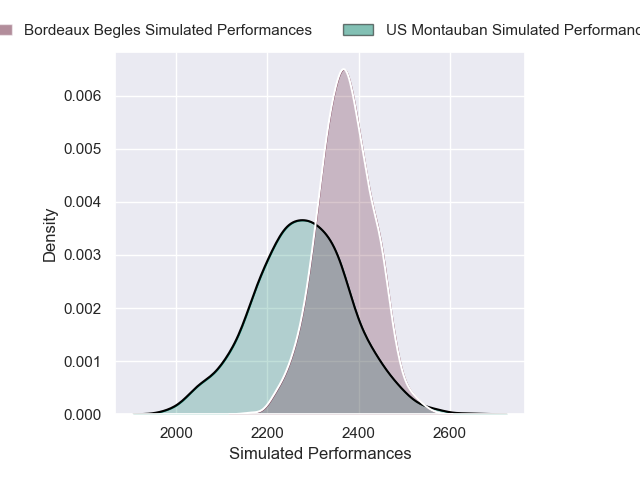 Bordeaux Begles Simulated Performances
US Montauban Simulated
0.006
0.005
0.004
0.003
0.002
0.001
0.000
Density
2000 2200 2400 2600
Simulated Performances